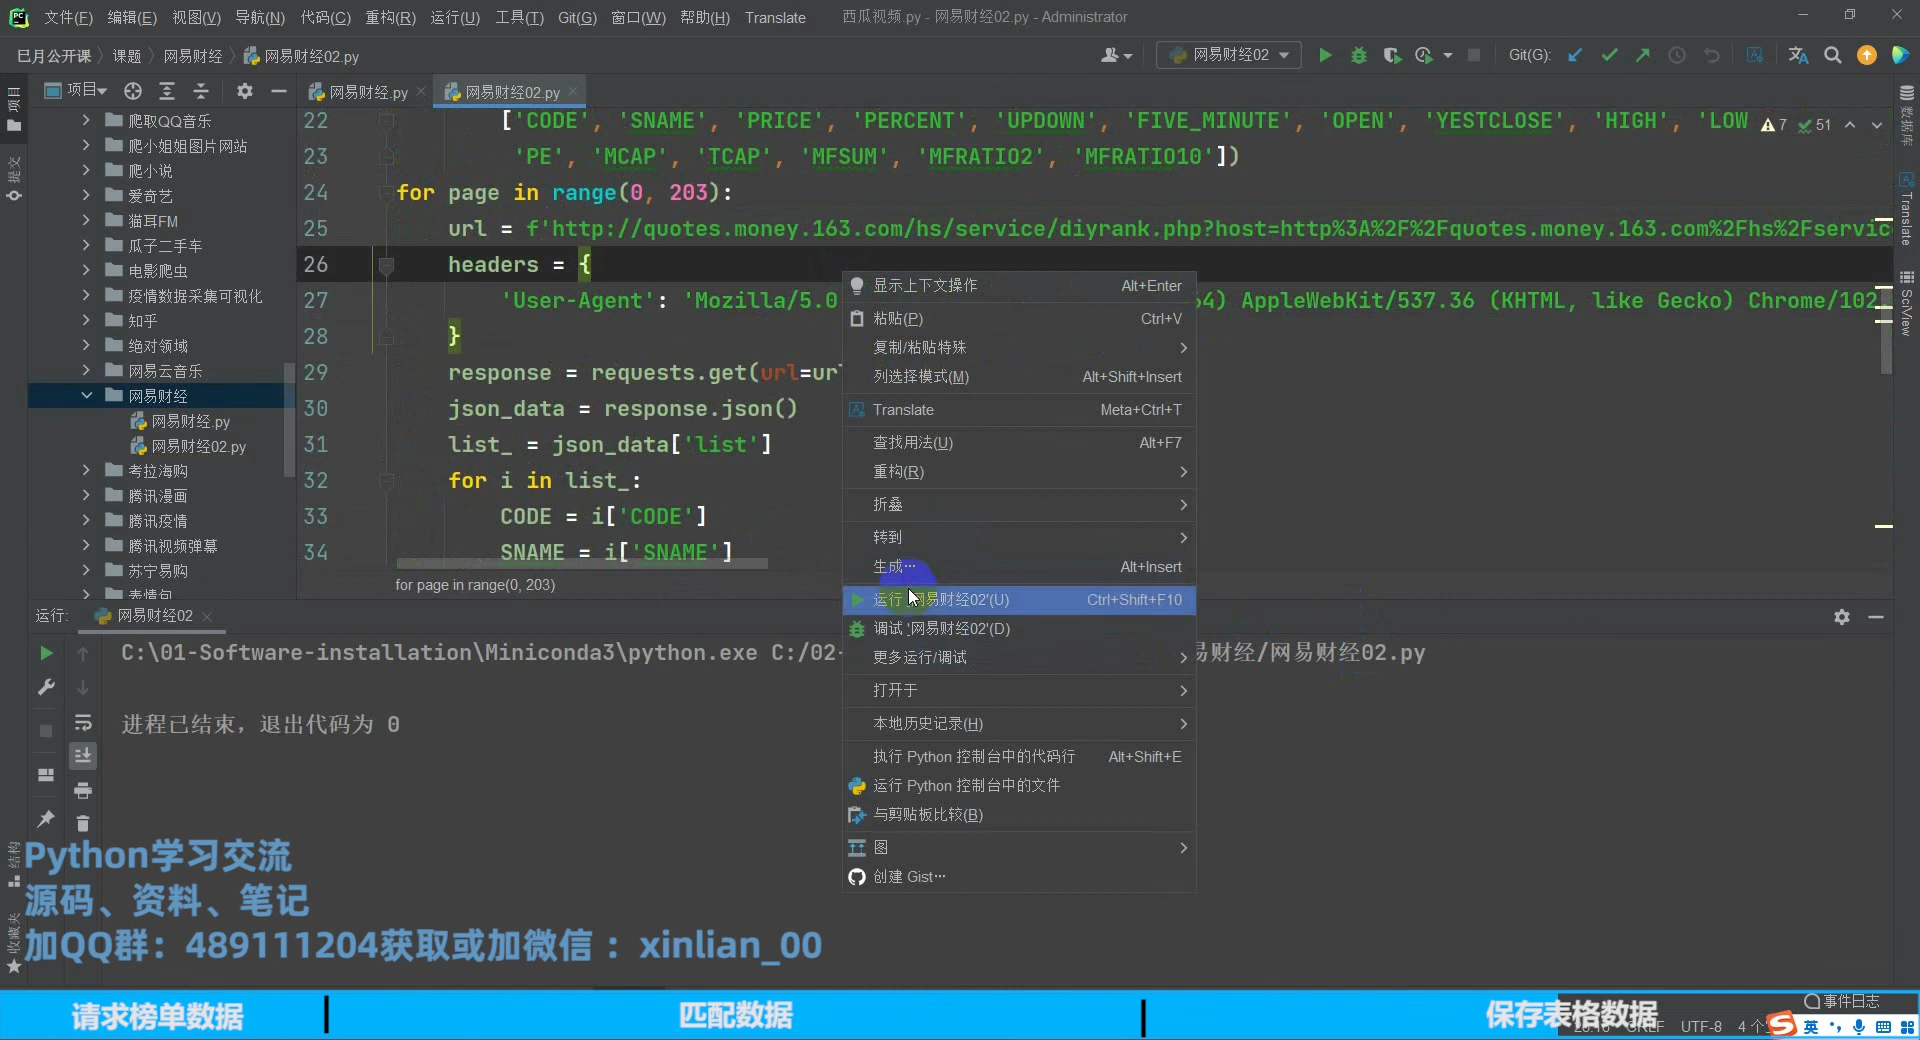 文件(F) 编辑(E) 视图(V) 导航(N) 代码(C) 重构(R) 运行(U) 工具(T) Git(G) 窗口(W) 帮助(H) Translate 西瓜视频.py - 网易财经02.py - Administrator
巳月公开课 课题 网易财经 网易财经02.py 网易财经02 Git(G):
项目 网易财经.py 网易财经02.py
爬取QQ音乐
爬小姐姐图片网站
爬小说
爱奇艺
猫耳FM
瓜子二手车
电影爬虫
疫情数据采集可视化
知乎
绝对领域
网易云音乐
网易财经
网易财经.py
网易财经02.py
考拉海购
腾讯漫画
腾讯疫情
腾讯视频弹幕
苏宁易购
表情包
22 ['CODE', 'SNAME', 'PRICE', 'PERCENT', 'UPDOWN', 'FIVE_MINUTE', 'OPEN', 'YESTCLOSE', 'HIGH', 'LOW 7 51
23 'PE', 'MCAP', 'TCAP', 'MFSUM', 'MFRATIO2', 'MFRATIO10'])
24 for page in range(0, 203):
25 url = f'http://quotes.money.163.com/hs/service/diyrank.php?host=http%3A%2F%2Fquotes.money.163.com%2Fhs%2Fservic
26 headers = {
27 'User-Agent': 'Mozilla/5.0 64) AppleWebKit/537.36 (KHTML, like Gecko) Chrome/102
28 }
29 response = requests.get(url=ur
30 json_data = response.json()
31 list_ = json_data['list']
32 for i in list_:
33 CODE = i['CODE']
34 SNAME = i['SNAME']
for page in range(0, 203)
显示上下文操作 Alt+Enter
粘贴(P) Ctrl+V
复制/粘贴特殊
列选择模式(M) Alt+Shift+Insert
Translate Meta+Ctrl+T
查找用法(U) Alt+F7
重构(R)
折叠
转到
生成… Alt+Insert
运行 '网易财经02'(U) Ctrl+Shift+F10
调试 '网易财经02'(D)
更多运行/调试
打开于
本地历史记录(H)
执行 Python 控制台中的代码行 Alt+Shift+E
运行 Python 控制台中的文件
与剪贴板比较(B)
图
创建 Gist…
运行: 网易财经02
C:\01-Software-installation\Miniconda3\python.exe C:/02- 易财经/网易财经02.py
进程已结束，退出代码为 0
项目
提交
结构
收藏夹
数据库
Translate
SciView
Python学习交流
源码、资料、笔记
加QQ群：489111204获取或加微信：xinlian_00
请求榜单数据 匹配数据 保存表格数据
事件日志
CRLF UTF-8 4 个
英